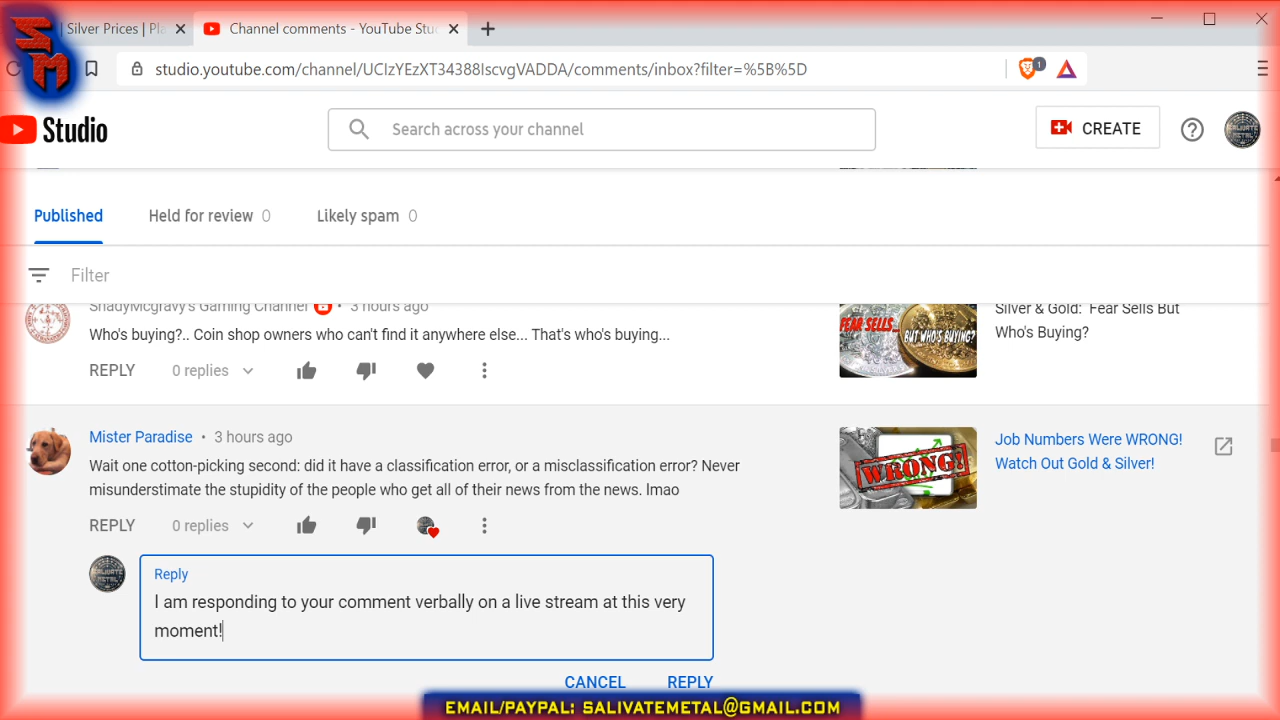 SM
| Silver Prices |
Channel comments - YouTube Stu
studio.youtube.com/channel/UClzYEzXT34388IscvgVADDA/comments/inbox?filter=%5B%5D
1
Studio
Search across your channel
CREATE
Published
Held for review 0
Likely spam 0
Filter
ShadyMcgravy's Gaming Channel • 3 hours ago
Who's buying?.. Coin shop owners who can't find it anywhere else... That's who's buying...
REPLY 0 replies
FEAR SELLS... BUT WHO'S BUYING?
Silver & Gold: Fear Sells But
Who's Buying?
Mister Paradise • 3 hours ago
Wait one cotton-picking second: did it have a classification error, or a misclassification error? Never
misunderstimate the stupidity of the people who get all of their news from the news. lmao
REPLY 0 replies
WRONG!
Job Numbers Were WRONG!
Watch Out Gold & Silver!
SALIVATE
METAL
Reply
I am responding to your comment verbally on a live stream at this very
moment!
CANCEL REPLY
EMAIL/PAYPAL: SALIVATEMETAL@GMAIL.COM